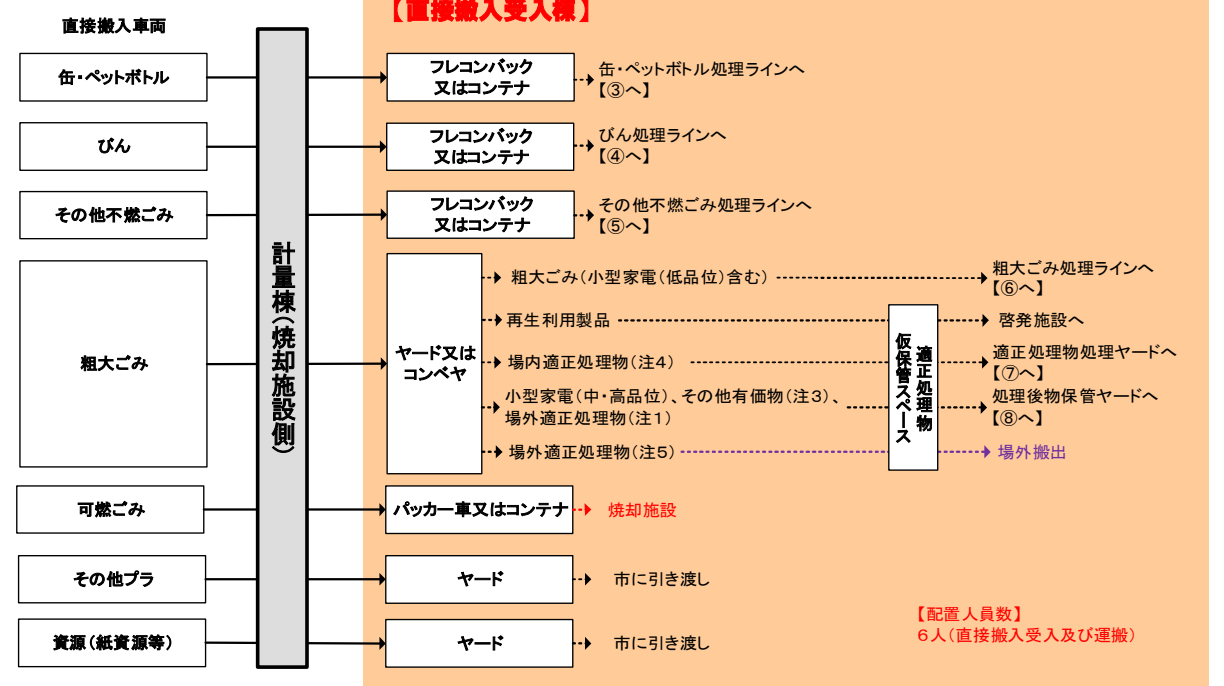 【直接搬入受入棟】
直接搬入車両
計量棟(焼却施設側)
缶・ペットボトル
フレコンバック
又はコンテナ
缶・ペットボトル処理ラインへ
【③へ】
びん
フレコンバック
又はコンテナ
びん処理ラインへ
【④へ】
その他不燃ごみ
フレコンバック
又はコンテナ
その他不燃ごみ処理ラインへ
【⑤へ】
粗大ごみ
ヤード又は
コンベヤ
粗大ごみ(小型家電(低品位)含む)
粗大ごみ処理ラインへ
【⑥へ】
再生利用製品
啓発施設へ
場内適正処理物(注4)
適正処理物処理ヤードへ
【⑦へ】
小型家電(中・高品位)、その他有価物(注3)、
場外適正処理物(注1)
処理後物保管ヤードへ
【⑧へ】
場外適正処理物(注5)
場外搬出
適正処理物
仮保管スペース
可燃ごみ
パッカー車又はコンテナ
焼却施設
その他プラ
ヤード
市に引き渡し
資源(紙資源等)
ヤード
市に引き渡し
【配置人員数】
6人(直接搬入受入及び運搬)